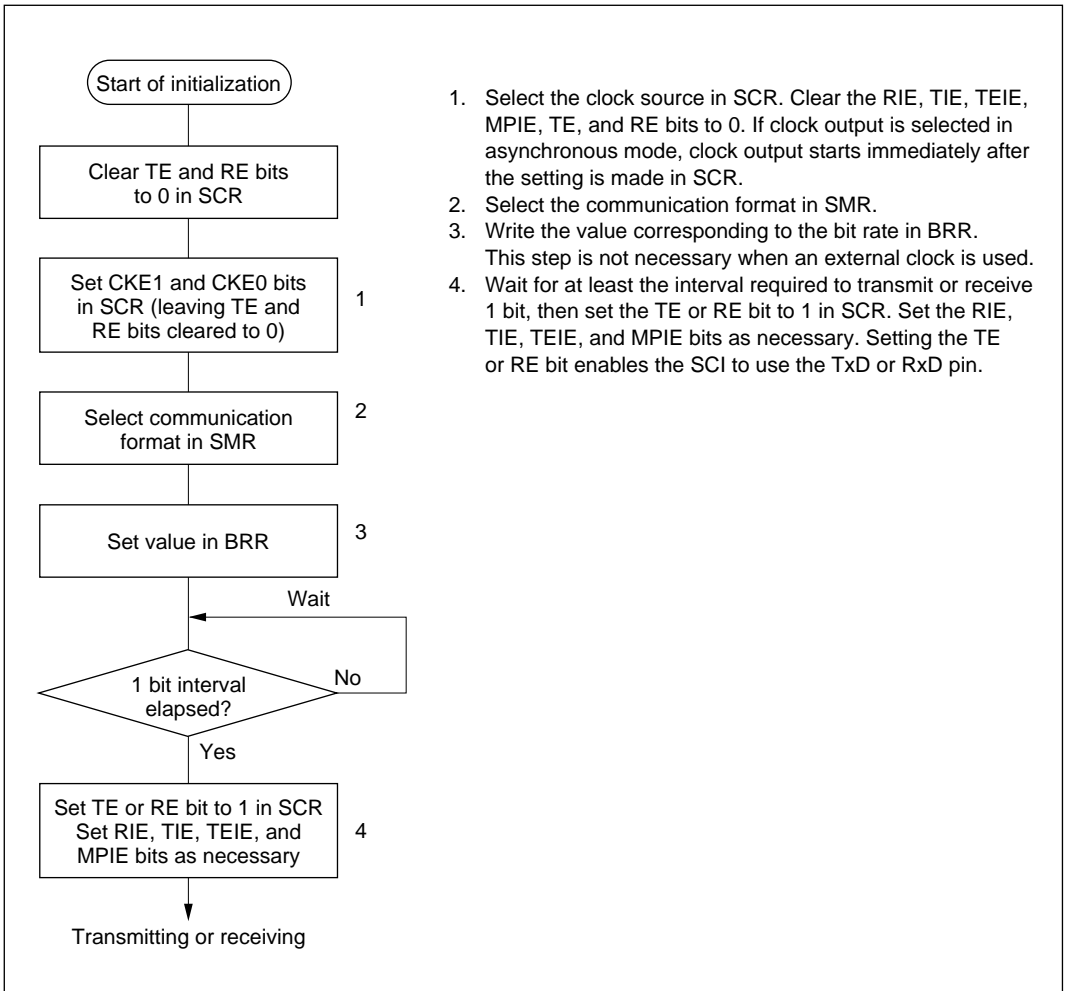 Start of initialization
Clear TE and RE bits
to 0 in SCR
Set CKE1 and CKE0 bits
in SCR (leaving TE and
RE bits cleared to 0)
1
Select communication
format in SMR
2
Set value in BRR
3
Wait
1 bit interval
elapsed?
No
Yes
Set TE or RE bit to 1 in SCR
Set RIE, TIE, TEIE, and
MPIE bits as necessary
4
Transmitting or receiving
1. Select the clock source in SCR. Clear the RIE, TIE, TEIE,
MPIE, TE, and RE bits to 0. If clock output is selected in
asynchronous mode, clock output starts immediately after
the setting is made in SCR.
2. Select the communication format in SMR.
3. Write the value corresponding to the bit rate in BRR.
This step is not necessary when an external clock is used.
4. Wait for at least the interval required to transmit or receive
1 bit, then set the TE or RE bit to 1 in SCR. Set the RIE,
TIE, TEIE, and MPIE bits as necessary. Setting the TE
or RE bit enables the SCI to use the TxD or RxD pin.